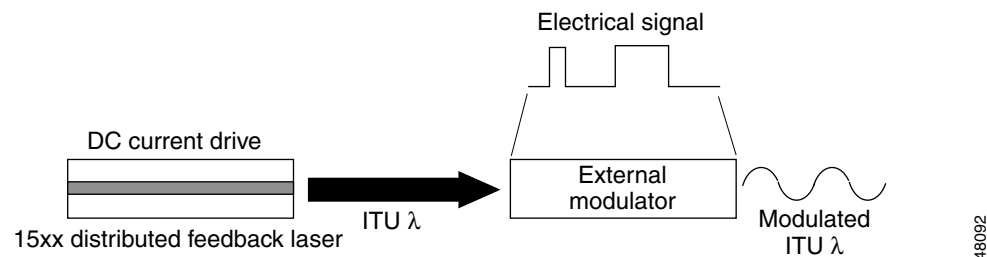 Electrical signal
DC current drive
External
modulator
ITU λ
15xx distributed feedback laser
Modulated
ITU λ
48092